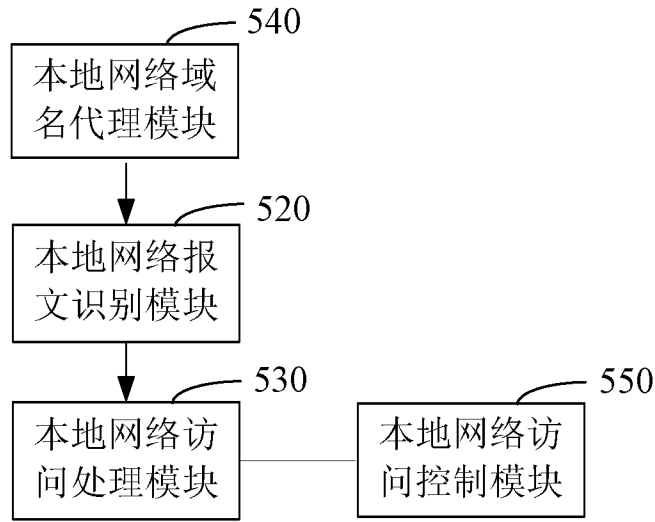 540
本地网络域
名代理模块
520
本地网络报
文识别模块
530
本地网络访
问处理模块
550
本地网络访
问控制模块